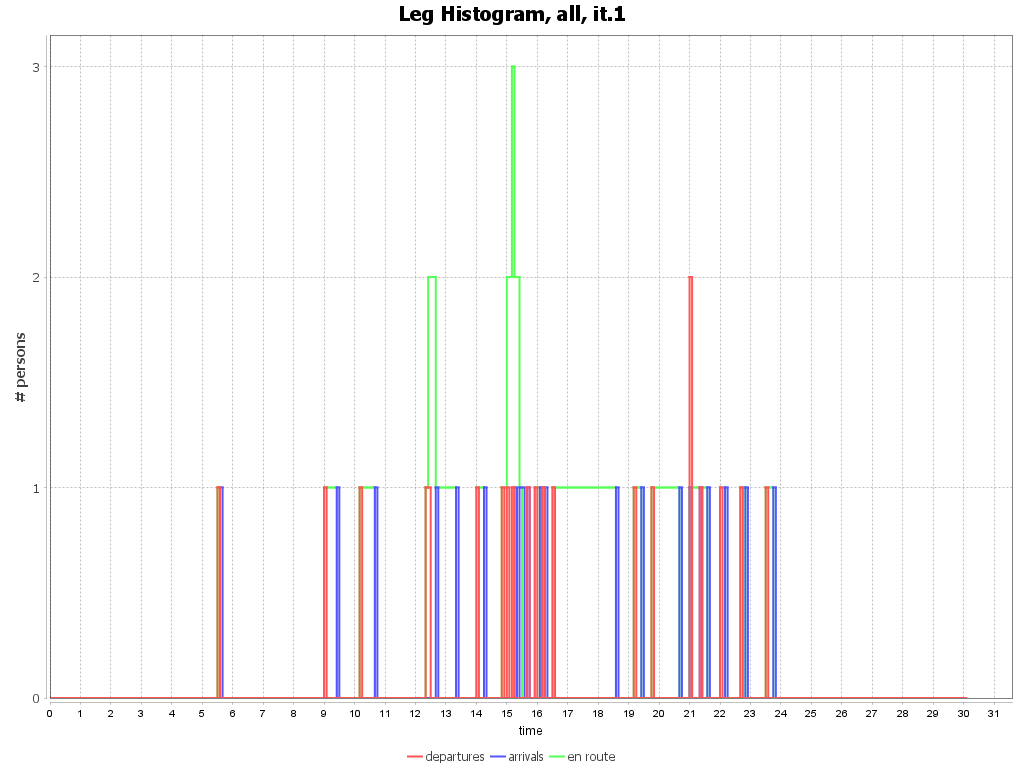 Leg Histogram, all, it.1
# persons
3
2
1
0
0 1 2 3 4 5 6 7 8 9 10 11 12 13 14 15 16 17 18 19 20 21 22 23 24 25 26 27 28 29 30 31
time
departures arrivals en route